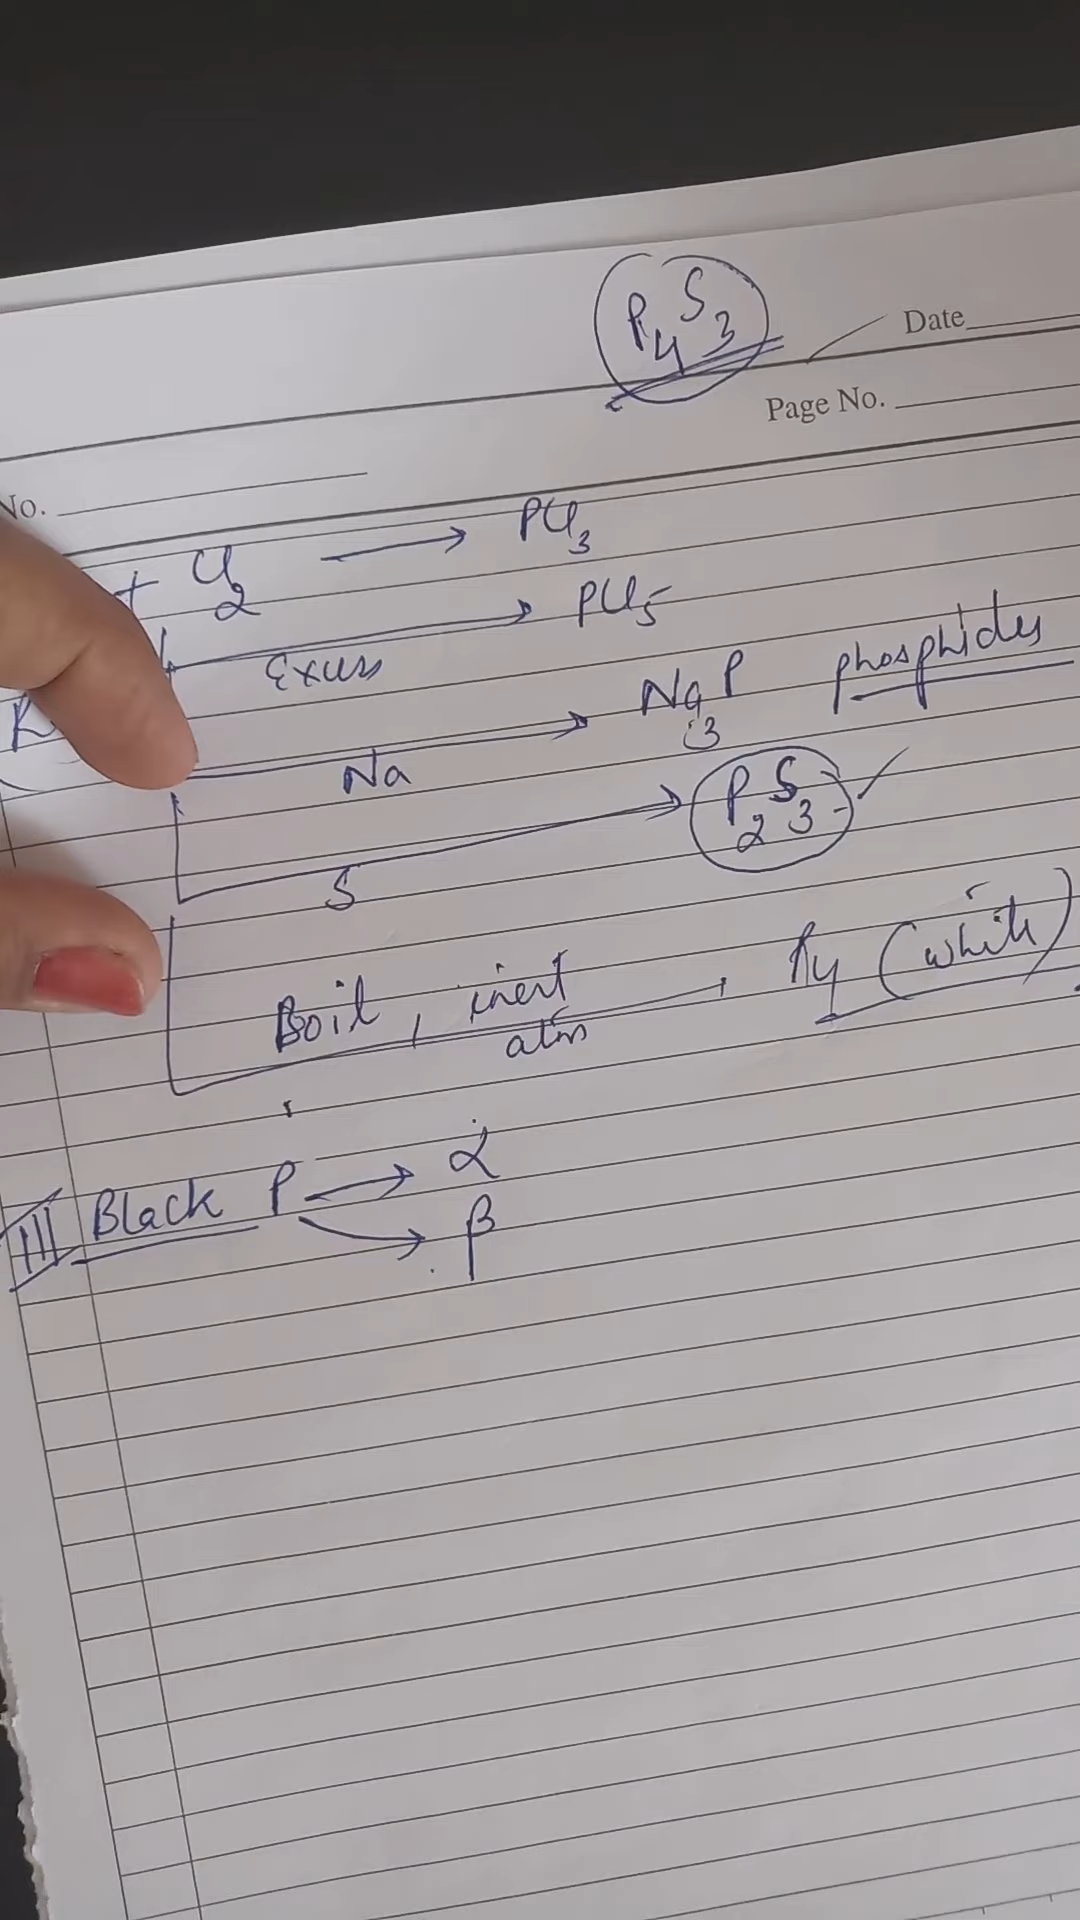 P4S3
Date
Page No.
No.
+ Cl2 → PCl3
Excess → PCl5
Na → Na3P phosphides
S → P2S3
Boil, inert atm → P4 (white)
III Black P → α
→ β